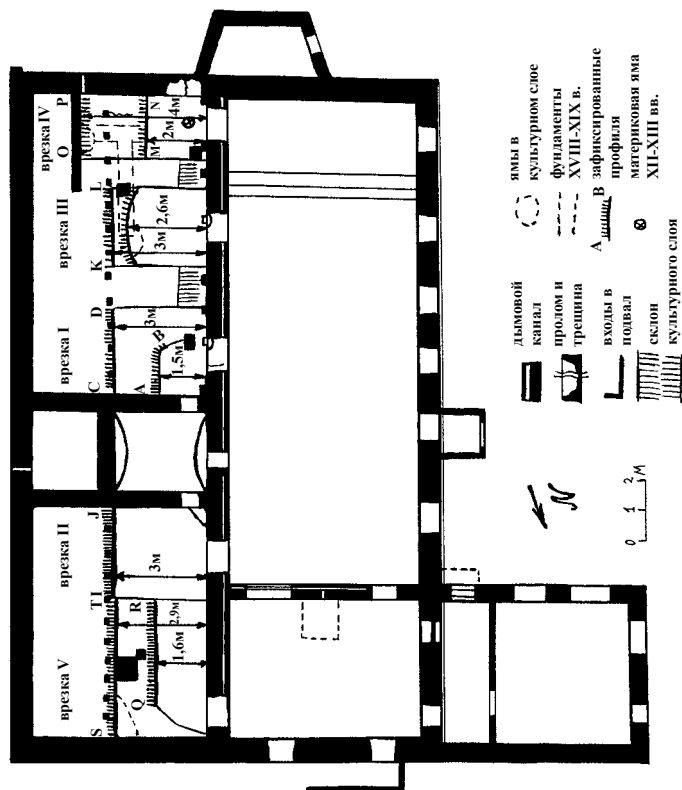 врезка V
врезка II
врезка I
врезка III
врезка IV
S
T I
J
C
D
K
L
O
P
Q
R
A
B
M
N
1,6м
2,9м
3м
1,5м
3м
3м
2,6м
2м
4м
N
0 1 2 М
дымовой
канал
пролом и
трещина
входы в
подвал
склон
культурного слоя
ямы в
культурном слое
фундаменты
XVIII-XIX в.
A B зафиксированные
профиля
материковая яма
XII-XIII вв.